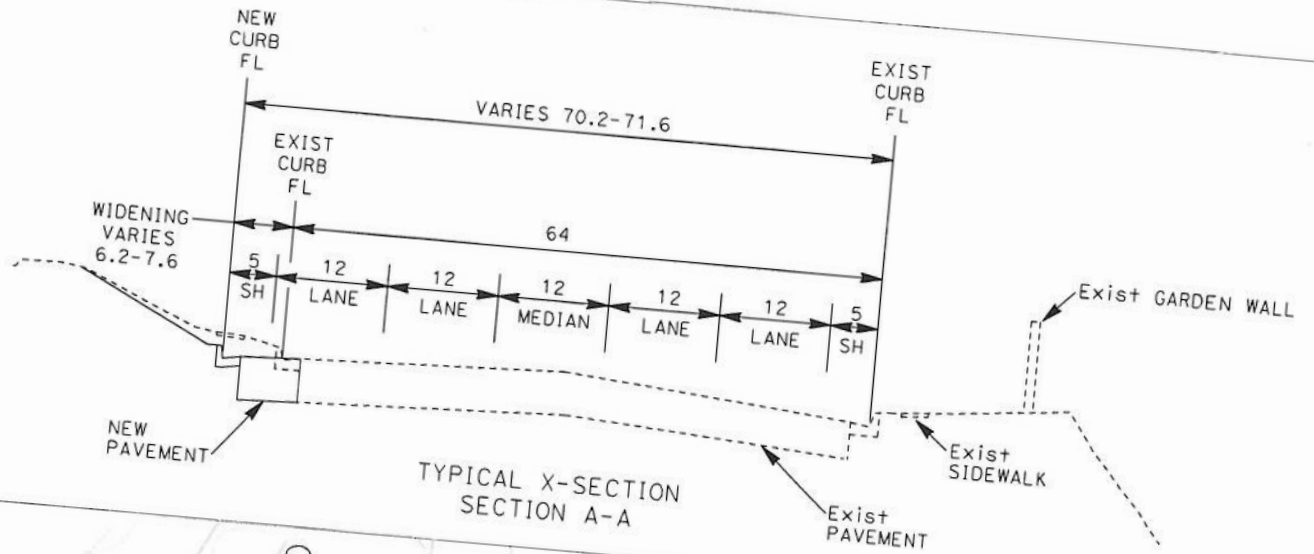 NEW
CURB
FL
EXIST
CURB
FL
VARIES 70.2-71.6
EXIST
CURB
FL
WIDENING
VARIES
6.2-7.6
64
5
SH
12
LANE
12
LANE
12
MEDIAN
12
LANE
12
LANE
5
SH
Exist GARDEN WALL
NEW
PAVEMENT
Exist
SIDEWALK
TYPICAL X-SECTION
SECTION A-A
Exist
PAVEMENT